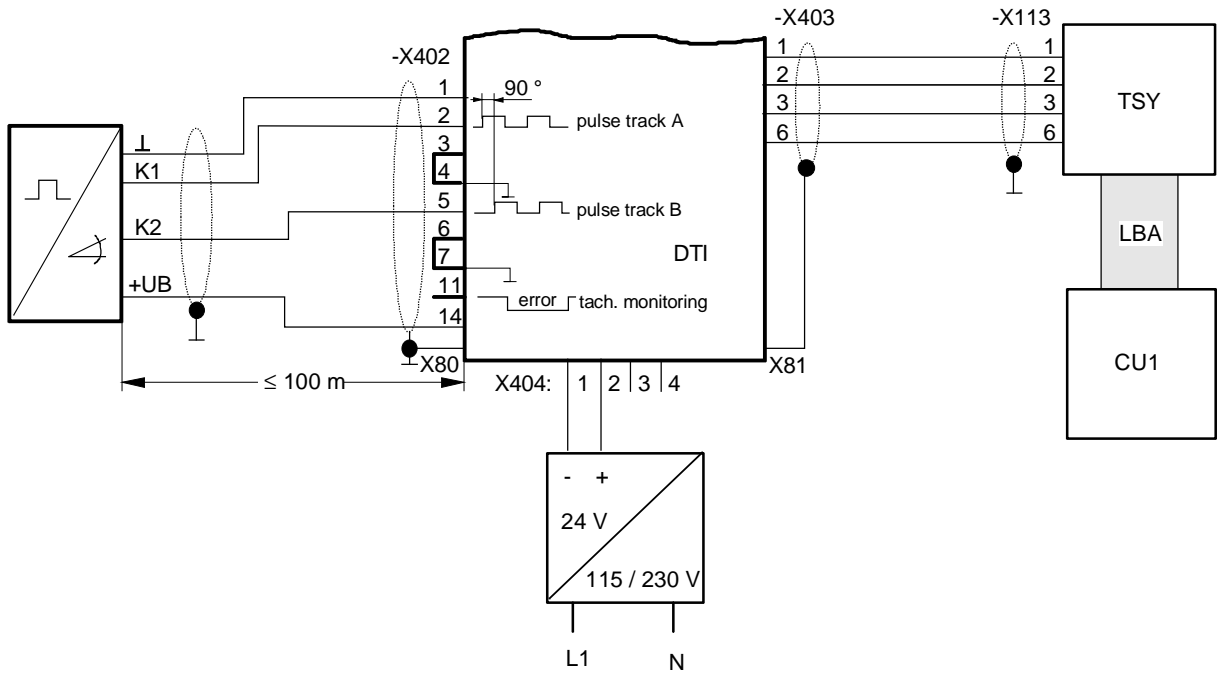 -X403
-X113
-X402
1
2
3
6
1
2
3
6
TSY
1
2
3
4
5
6
7
11
14
90 °
pulse track A
pulse track B
DTI
error
tach. monitoring
⊥
K1
K2
+UB
LBA
CU1
X80
X81
≤ 100 m
X404: 1 2 3 4
- +
24 V
115 / 230 V
L1 N